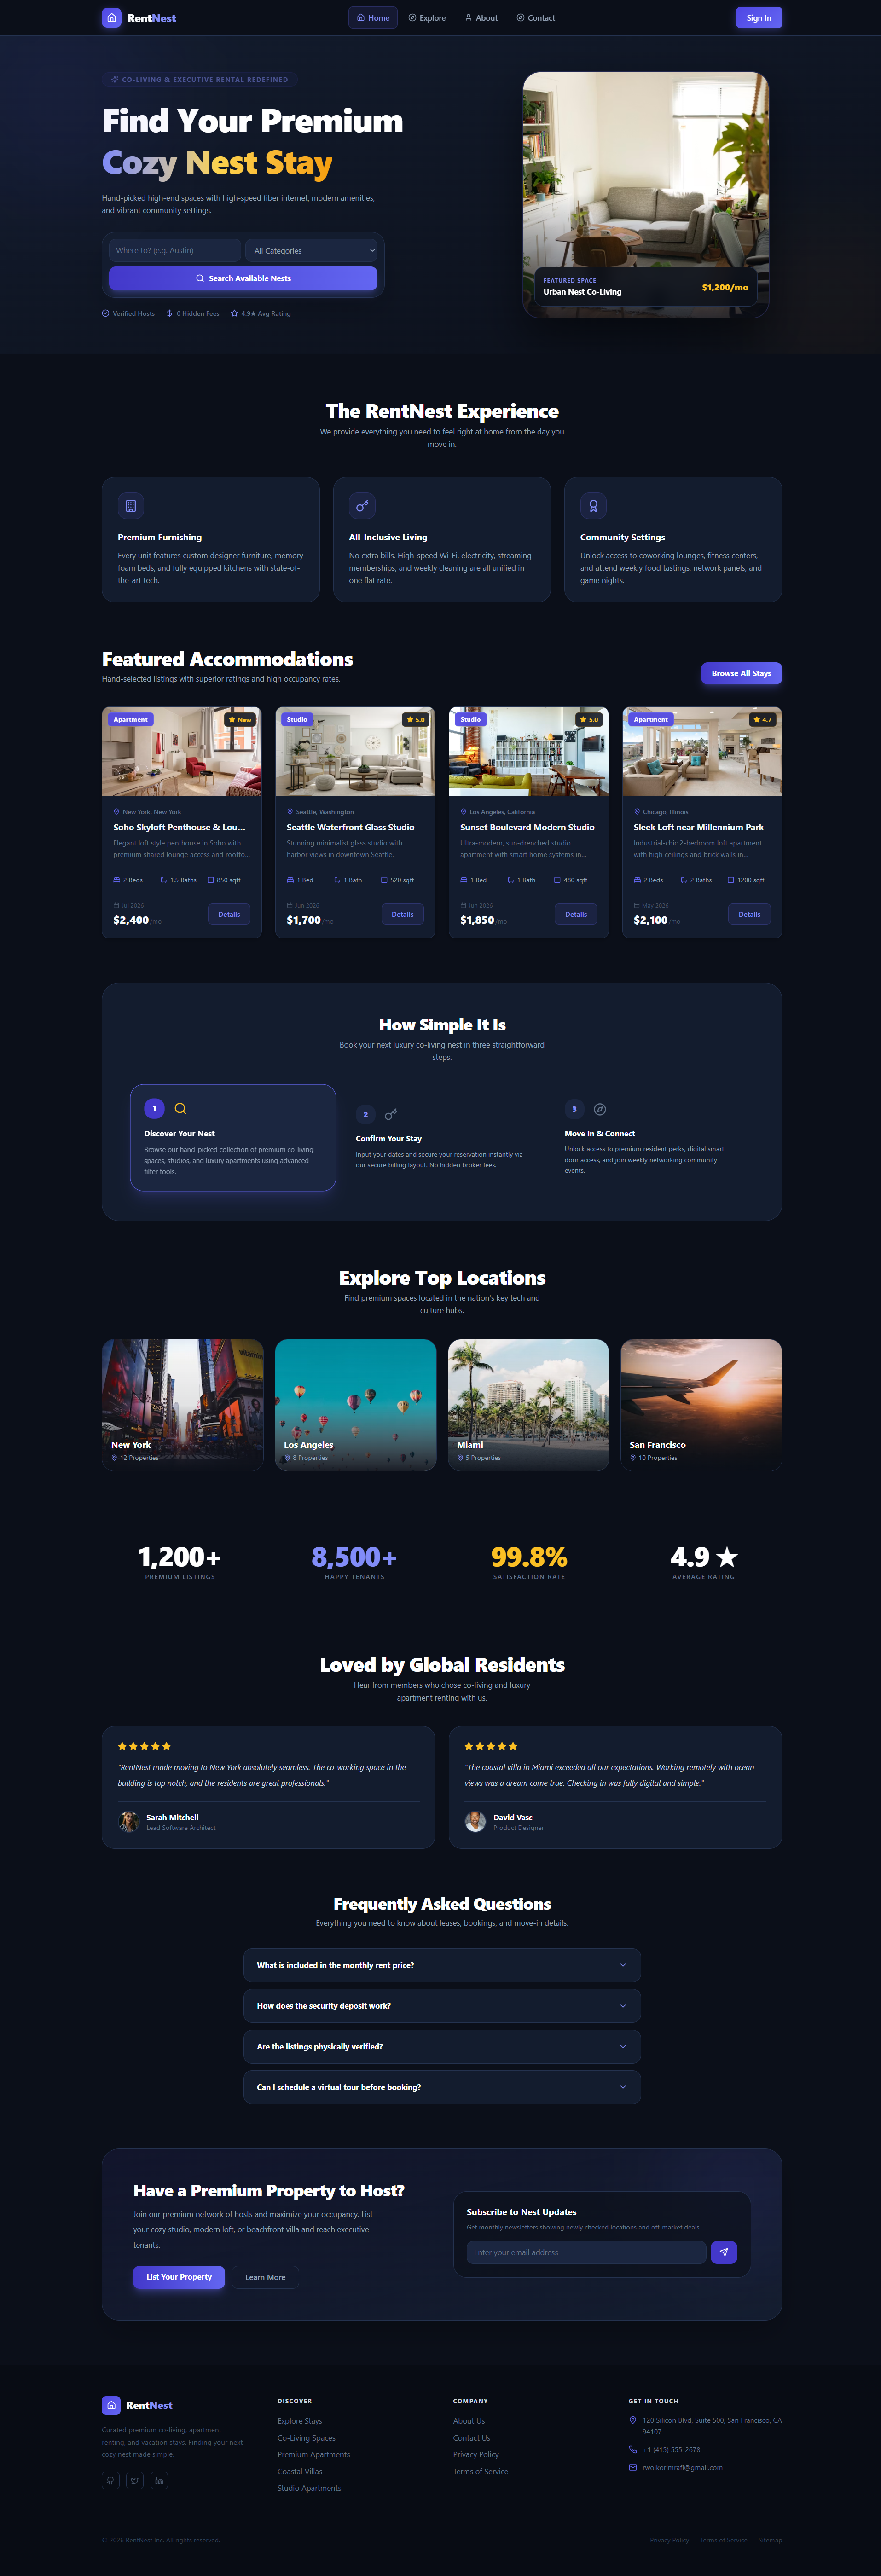 RentNest
Home
Explore
About
Contact
Sign In
CO-LIVING & EXECUTIVE RENTAL REDEFINED
Find Your Premium
Cozy Nest Stay
Hand-picked high-end spaces with high-speed fiber internet, modern amenities,
and vibrant community settings.
Where to? (e.g. Austin)
All Categories
Search Available Nests
Verified Hosts
0 Hidden Fees
4.9★ Avg Rating
FEATURED SPACE
Urban Nest Co-Living
$1,200/mo
The RentNest Experience
We provide everything you need to feel right at home from the day you
move in.
Premium Furnishing
Every unit features custom designer furniture, memory
foam beds, and fully equipped kitchens with state-of-
the-art tech.
All-Inclusive Living
No extra bills. High-speed Wi-Fi, electricity, streaming
memberships, and weekly cleaning are all unified in
one flat rate.
Community Settings
Unlock access to coworking lounges, fitness centers,
and attend weekly food tastings, network panels, and
game nights.
Featured Accommodations
Hand-selected listings with superior ratings and high occupancy rates.
Browse All Stays
Apartment
★ New
New York, New York
Soho Skyloft Penthouse & Lou...
Elegant loft style penthouse in Soho with
premium shared lounge access and roofto...
2 Beds
1.5 Baths
850 sqft
Jul 2026
$2,400/mo
Details
Studio
★ 5.0
Seattle, Washington
Seattle Waterfront Glass Studio
Stunning minimalist glass studio with
harbor views in downtown Seattle.
1 Bed
1 Bath
520 sqft
Jun 2026
$1,700/mo
Details
Studio
★ 5.0
Los Angeles, California
Sunset Boulevard Modern Studio
Ultra-modern, sun-drenched studio
apartment with smart home systems in...
1 Bed
1 Bath
480 sqft
Jun 2026
$1,850/mo
Details
Apartment
★ 4.7
Chicago, Illinois
Sleek Loft near Millennium Park
Industrial-chic 2-bedroom loft apartment
with high ceilings and brick walls in...
2 Beds
2 Baths
1200 sqft
May 2026
$2,100/mo
Details
How Simple It Is
Book your next luxury co-living nest in three straightforward
steps.
1
Discover Your Nest
Browse our hand-picked collection of premium co-living
spaces, studios, and luxury apartments using advanced
filter tools.
2
Confirm Your Stay
Input your dates and secure your reservation instantly via
our secure billing layout. No hidden broker fees.
3
Move In & Connect
Unlock access to premium resident perks, digital smart
door access, and join weekly networking community
events.
Explore Top Locations
Find premium spaces located in the nation's key tech and
culture hubs.
New York
12 Properties
Los Angeles
8 Properties
Miami
5 Properties
San Francisco
10 Properties
1,200+
PREMIUM LISTINGS
8,500+
HAPPY TENANTS
99.8%
SATISFACTION RATE
4.9 ★
AVERAGE RATING
Loved by Global Residents
Hear from members who chose co-living and luxury
apartment renting with us.
★★★★★
"RentNest made moving to New York absolutely seamless. The co-working space in the
building is top notch, and the residents are great professionals."
Sarah Mitchell
Lead Software Architect
★★★★★
"The coastal villa in Miami exceeded all our expectations. Working remotely with ocean
views was a dream come true. Checking in was fully digital and simple."
David Vasc
Product Designer
Frequently Asked Questions
Everything you need to know about leases, bookings, and move-in details.
What is included in the monthly rent price?
How does the security deposit work?
Are the listings physically verified?
Can I schedule a virtual tour before booking?
Have a Premium Property to Host?
Join our premium network of hosts and maximize your occupancy. List
your cozy studio, modern loft, or beachfront villa and reach executive
tenants.
List Your Property
Learn More
Subscribe to Nest Updates
Get monthly newsletters showing newly checked locations and off-market deals.
Enter your email address
RentNest
Curated premium co-living, apartment
renting, and vacation stays. Finding your next
cozy nest made simple.
DISCOVER
Explore Stays
Co-Living Spaces
Premium Apartments
Coastal Villas
Studio Apartments
COMPANY
About Us
Contact Us
Privacy Policy
Terms of Service
GET IN TOUCH
120 Silicon Blvd, Suite 500, San Francisco, CA
94107
+1 (415) 555-2678
rwolkorimrafi@gmail.com
© 2026 RentNest Inc. All rights reserved.
Privacy Policy
Terms of Service
Sitemap